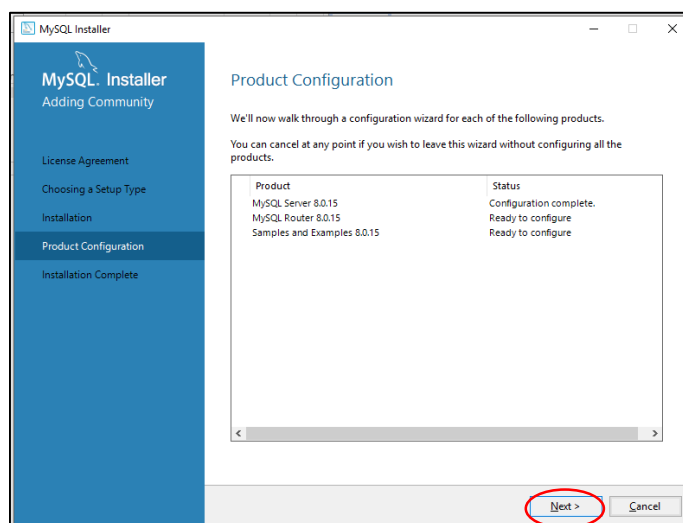 MySQL Installer
MySQL. Installer
Adding Community
License Agreement
Choosing a Setup Type
Installation
Product Configuration
Installation Complete
Product Configuration
We'll now walk through a configuration wizard for each of the following products.
You can cancel at any point if you wish to leave this wizard without configuring all the
products.
Product Status
MySQL Server 8.0.15 Configuration complete.
MySQL Router 8.0.15 Ready to configure
Samples and Examples 8.0.15 Ready to configure
Next > Cancel